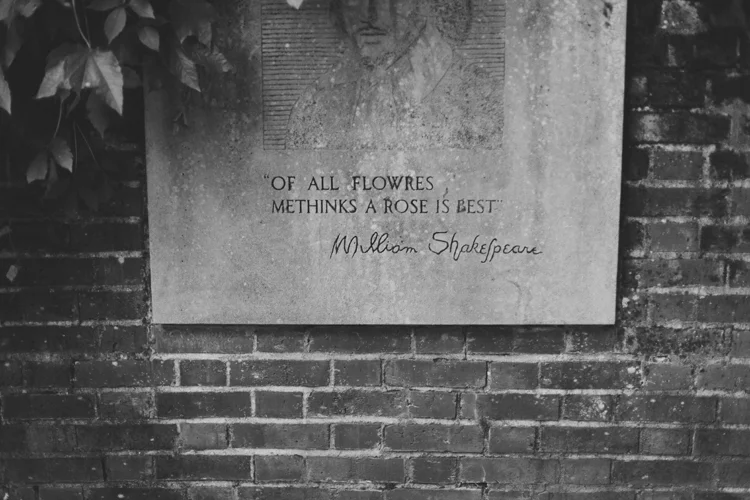 "OF ALL FLOWRES,
METHINKS A ROSE IS BEST"
William Shakespeare